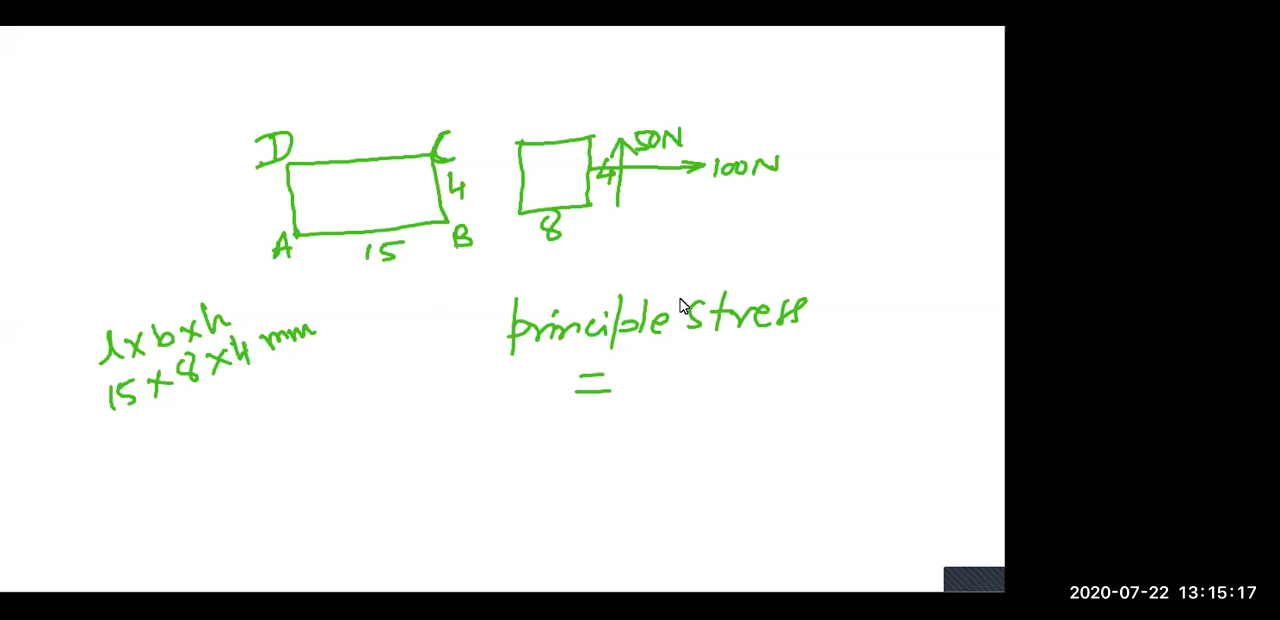 D C
4
A 15 B
50N
4 100N
8
l x b x h
15 x 8 x 4 mm
principle stress
=
2020-07-22 13:15:17